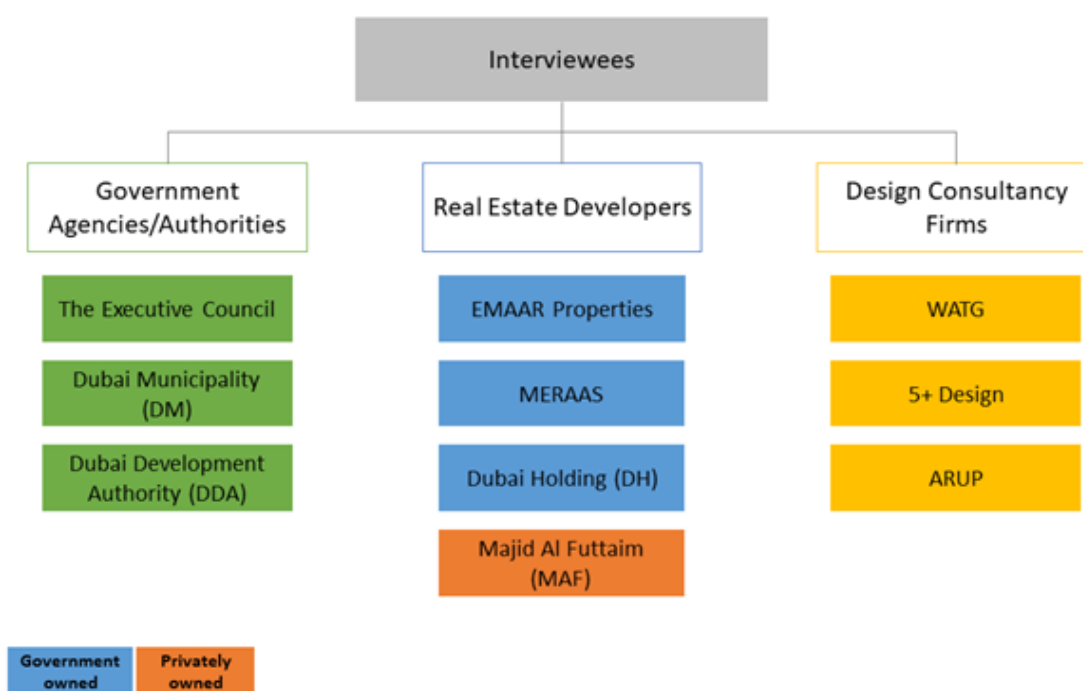 Interviewees
Government
Agencies/Authorities
The Executive Council
Dubai Municipality
(DM)
Dubai Development
Authority (DDA)
Real Estate Developers
EMAAR Properties
MERAAS
Dubai Holding (DH)
Majid Al Futtaim
(MAF)
Design Consultancy
Firms
WATG
5+ Design
ARUP
Government
owned
Privately
owned